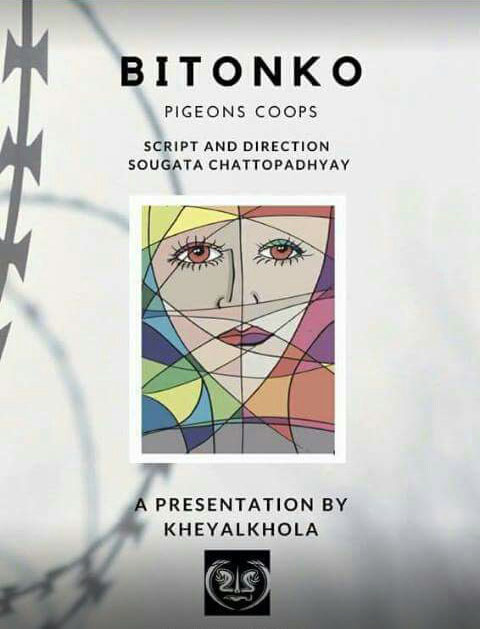 BITONKO
PIGEONS COOPS
SCRIPT AND DIRECTION
SOUGATA CHATTOPADHYAY
A PRESENTATION BY
KHEYALKHOLA